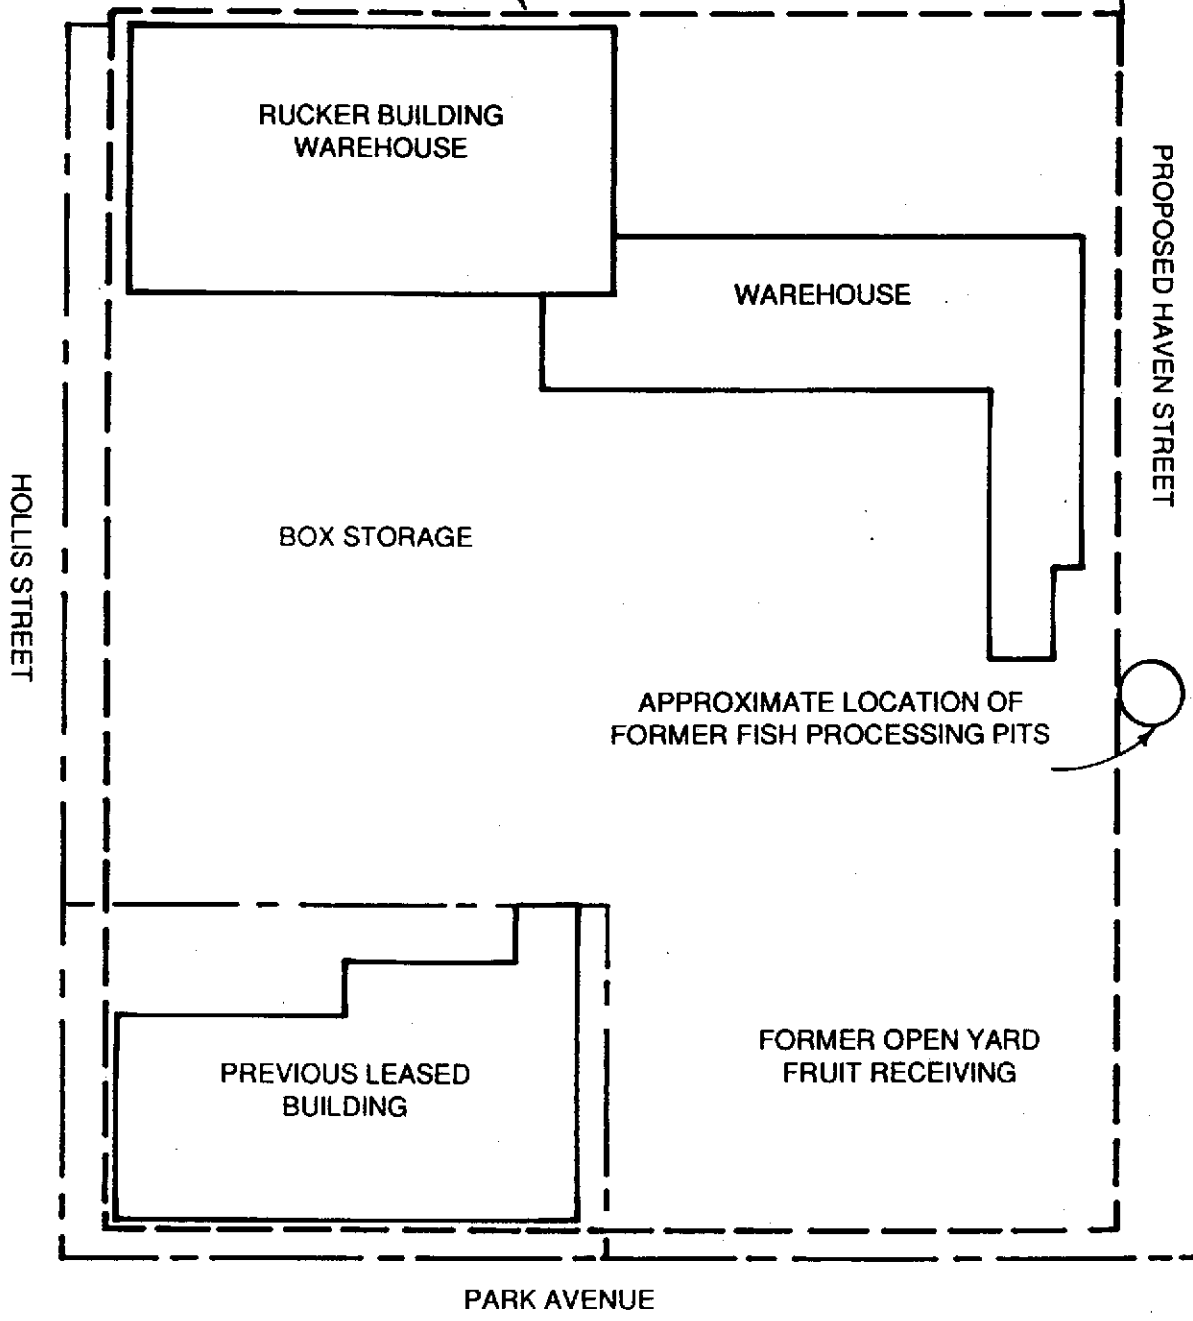 RUCKER BUILDING
WAREHOUSE
WAREHOUSE
PROPOSED HAVEN STREET
HOLLIS STREET
BOX STORAGE
APPROXIMATE LOCATION OF
FORMER FISH PROCESSING PITS
FORMER OPEN YARD
FRUIT RECEIVING
PREVIOUS LEASED
BUILDING
PARK AVENUE